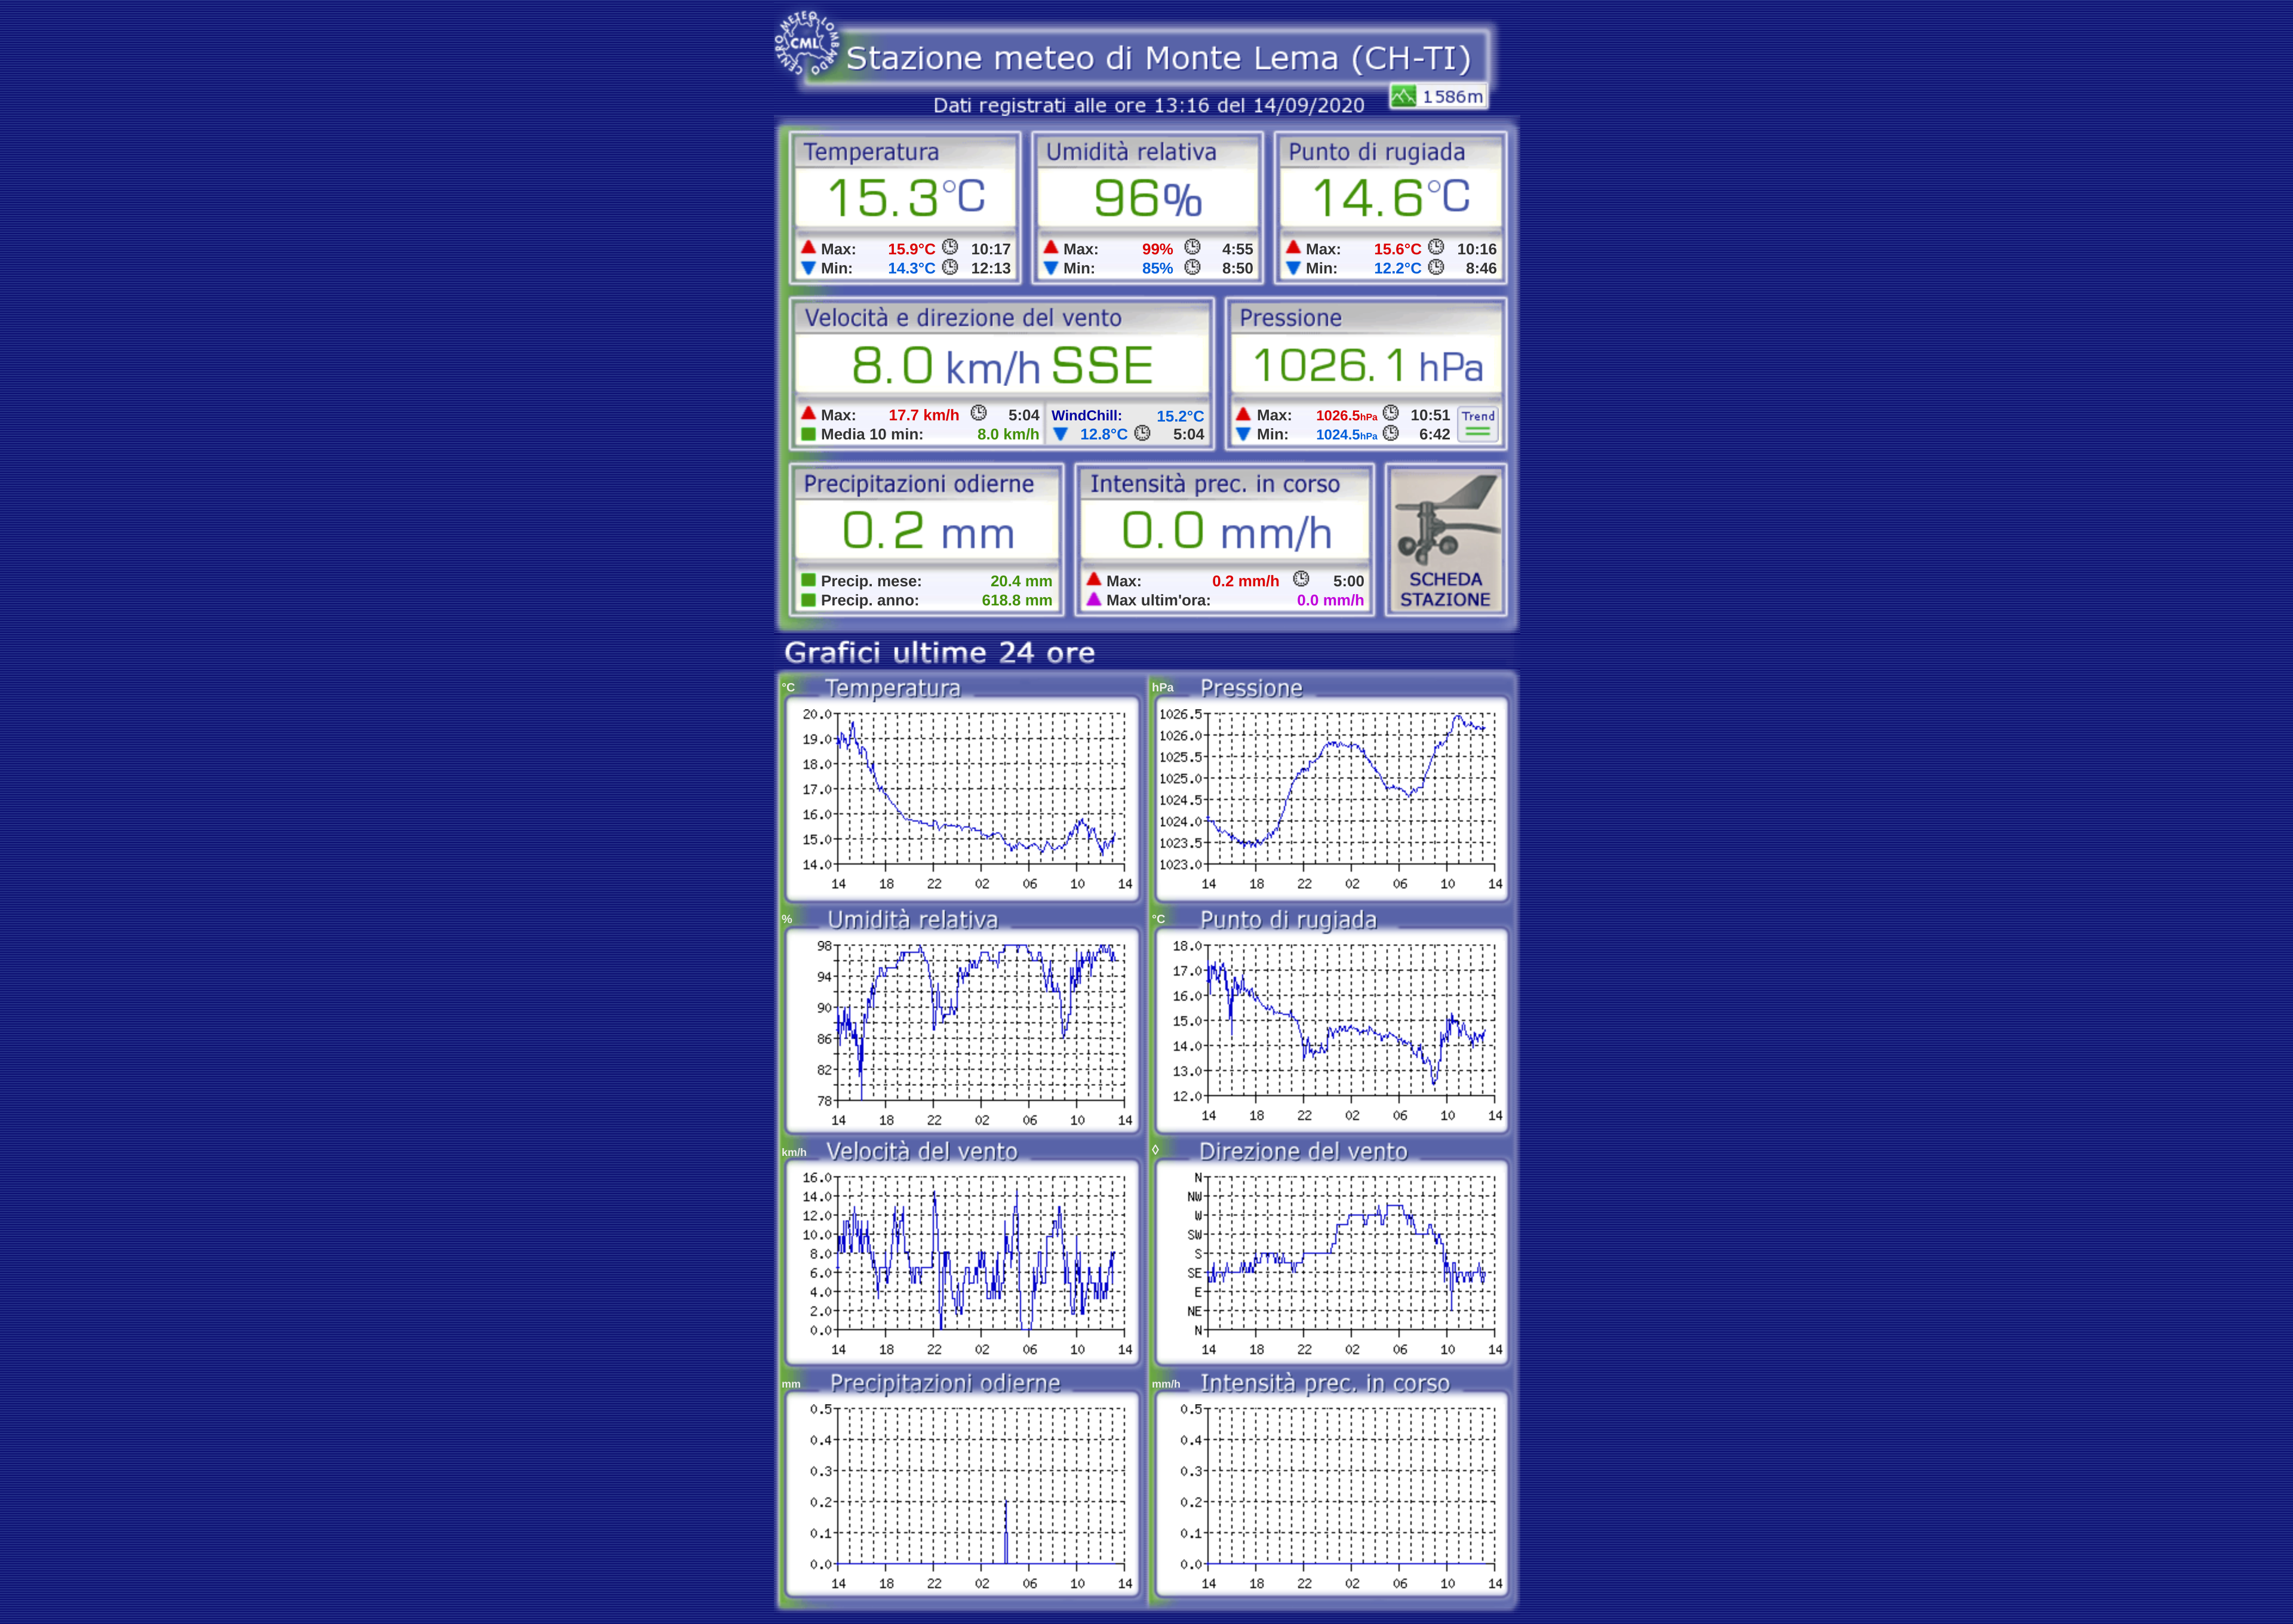 CENTRO METEO LOMBARDO
CML
Stazione meteo di Monte Lema (CH-TI)
Dati registrati alle ore 13:16 del 14/09/2020
1586m
Temperatura Umidità relativa Punto di rugiada
15.3°C 96% 14.6°C
Max: 15.9°C 10:17 Max: 99% 4:55 Max: 15.6°C 10:16
Min: 14.3°C 12:13 Min: 85% 8:50 Min: 12.2°C 8:46
Velocità e direzione del vento Pressione
8.0 km/h SSE 1026.1 hPa
Max: 17.7 km/h 5:04 WindChill: 15.2°C Max: 1026.5hPa 10:51 Trend
Media 10 min: 8.0 km/h 12.8°C 5:04 Min: 1024.5hPa 6:42
Precipitazioni odierne Intensità prec. in corso
0.2 mm 0.0 mm/h
Precip. mese: 20.4 mm Max: 0.2 mm/h 5:00 SCHEDA
Precip. anno: 618.8 mm Max ultim'ora: 0.0 mm/h STAZIONE
Grafici ultime 24 ore
°C Temperatura
20.0
19.0
18.0
17.0
16.0
15.0
14.0
14 18 22 02 06 10 14
hPa Pressione
1026.5
1026.0
1025.5
1025.0
1024.5
1024.0
1023.5
1023.0
14 18 22 02 06 10 14
% Umidità relativa
98
94
90
86
82
78
14 18 22 02 06 10 14
°C Punto di rugiada
18.0
17.0
16.0
15.0
14.0
13.0
12.0
14 18 22 02 06 10 14
km/h Velocità del vento
16.0
14.0
12.0
10.0
8.0
6.0
4.0
2.0
0.0
14 18 22 02 06 10 14
◊ Direzione del vento
N
NW
W
SW
S
SE
E
NE
N
14 18 22 02 06 10 14
mm Precipitazioni odierne
0.5
0.4
0.3
0.2
0.1
0.0
14 18 22 02 06 10 14
mm/h Intensità prec. in corso
0.5
0.4
0.3
0.2
0.1
0.0
14 18 22 02 06 10 14